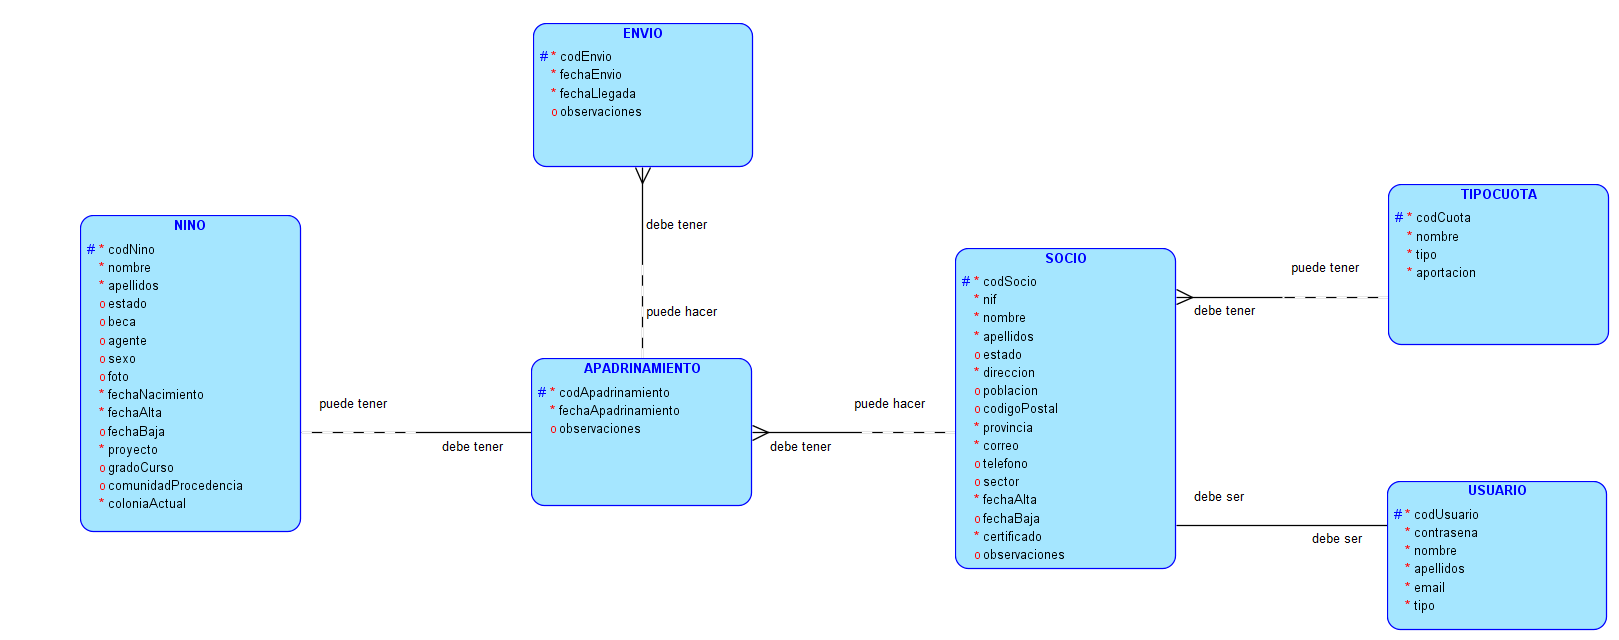 ENVIO
#* codEnvio
* fechaEnvio
* fechaLlegada
o observaciones
debe tener
puede hacer
NINO
#* codNino
* nombre
* apellidos
o estado
o beca
o agente
o sexo
o foto
* fechaNacimiento
* fechaAlta
o fechaBaja
* proyecto
o gradoCurso
o comunidadProcedencia
* coloniaActual
puede tener
debe tener
APADRINAMIENTO
#* codApadrinamiento
* fechaApadrinamiento
o observaciones
puede hacer
debe tener
SOCIO
#* codSocio
* nif
* nombre
* apellidos
o estado
* direccion
o poblacion
o codigoPostal
* provincia
* correo
o telefono
o sector
* fechaAlta
o fechaBaja
* certificado
o observaciones
puede tener
debe tener
TIPOCUOTA
#* codCuota
* nombre
* tipo
* aportacion
debe ser
debe ser
USUARIO
#* codUsuario
* contrasena
* nombre
* apellidos
* email
* tipo